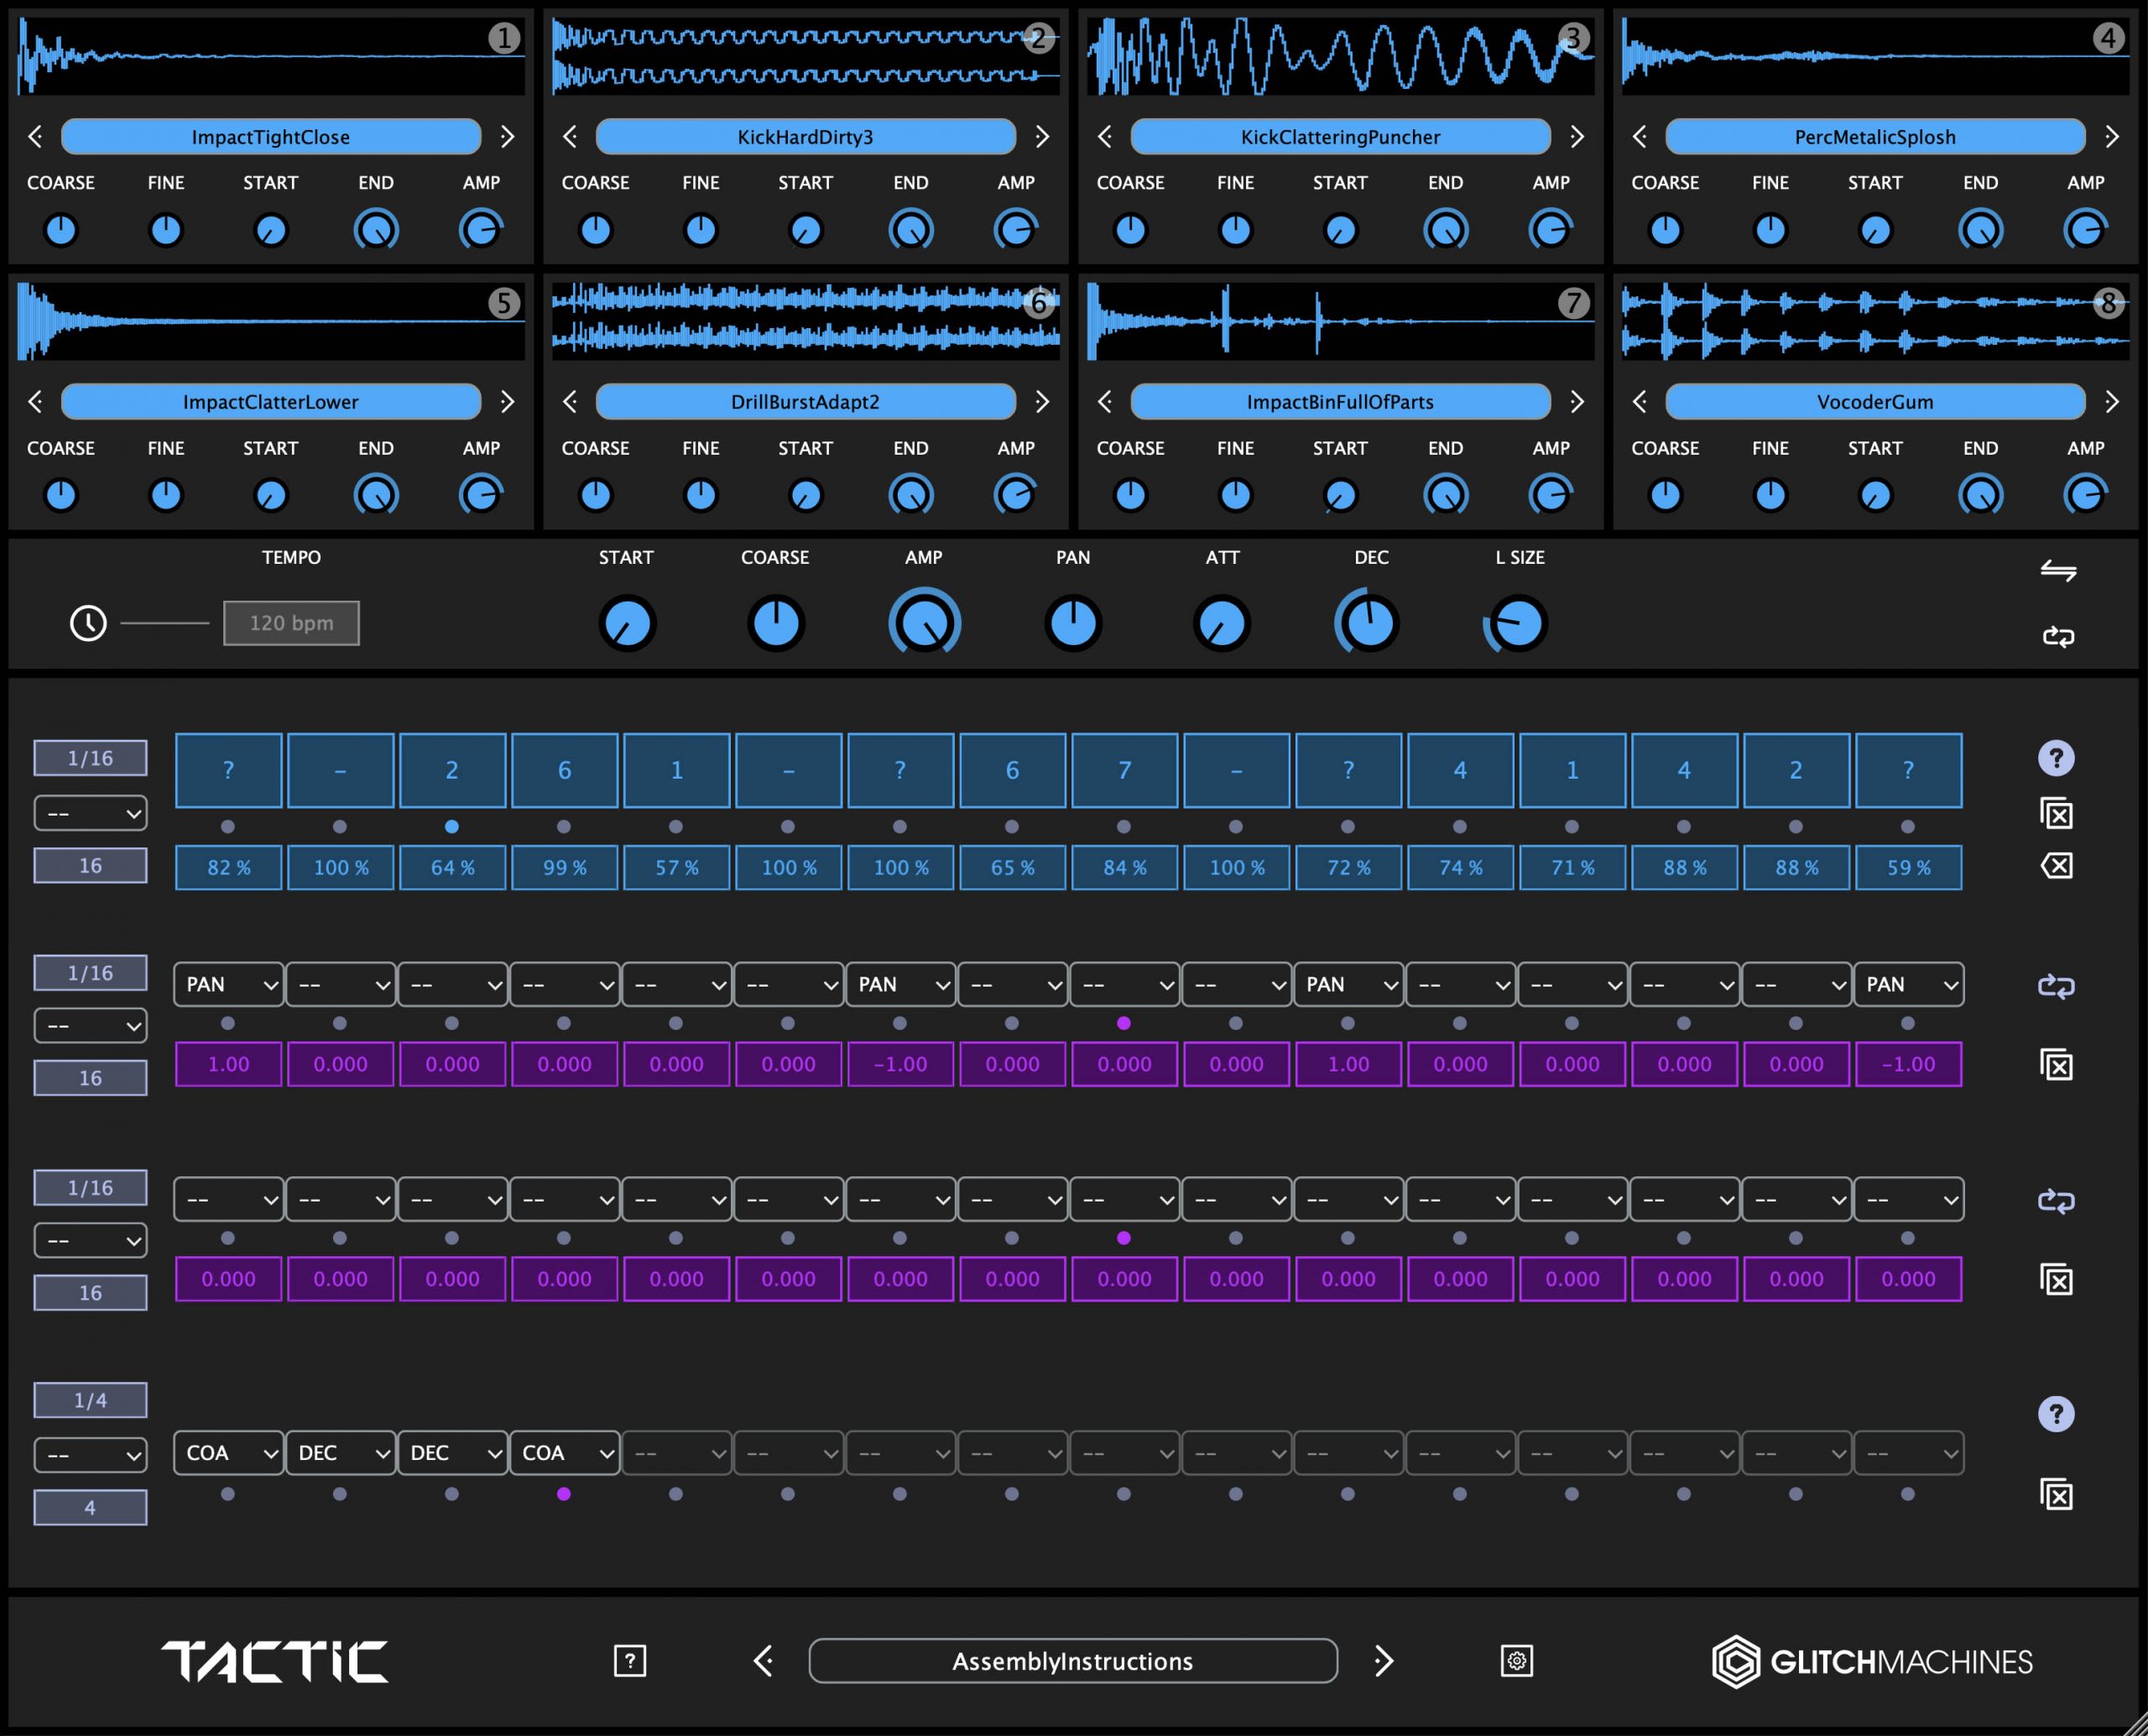 1 2 3 4
ImpactTightClose KickHardDirty3 KickClatteringPuncher PercMetalicSplosh
COARSE FINE START END AMP COARSE FINE START END AMP COARSE FINE START END AMP COARSE FINE START END AMP
5 6 7 8
ImpactClatterLower DrillBurstAdapt2 ImpactBinFullOfParts VocoderGum
COARSE FINE START END AMP COARSE FINE START END AMP COARSE FINE START END AMP COARSE FINE START END AMP
TEMPO START COARSE AMP PAN ATT DEC L SIZE
120 bpm
1/16 ? – 2 6 1 – ? 6 7 – ? 4 1 4 2 ? ?
--
16 82 % 100 % 64 % 99 % 57 % 100 % 100 % 65 % 84 % 100 % 72 % 74 % 71 % 88 % 88 % 59 %
1/16 PAN -- -- -- -- -- PAN -- -- -- PAN -- -- -- -- PAN
--
16 1.00 0.000 0.000 0.000 0.000 0.000 –1.00 0.000 0.000 0.000 1.00 0.000 0.000 0.000 0.000 –1.00
1/16 -- -- -- -- -- -- -- -- -- -- -- -- -- -- -- --
--
16 0.000 0.000 0.000 0.000 0.000 0.000 0.000 0.000 0.000 0.000 0.000 0.000 0.000 0.000 0.000 0.000
1/4 ?
-- COA DEC DEC COA -- -- -- -- -- -- -- -- -- -- -- --
4
TACTIC ? AssemblyInstructions GLITCHMACHINES